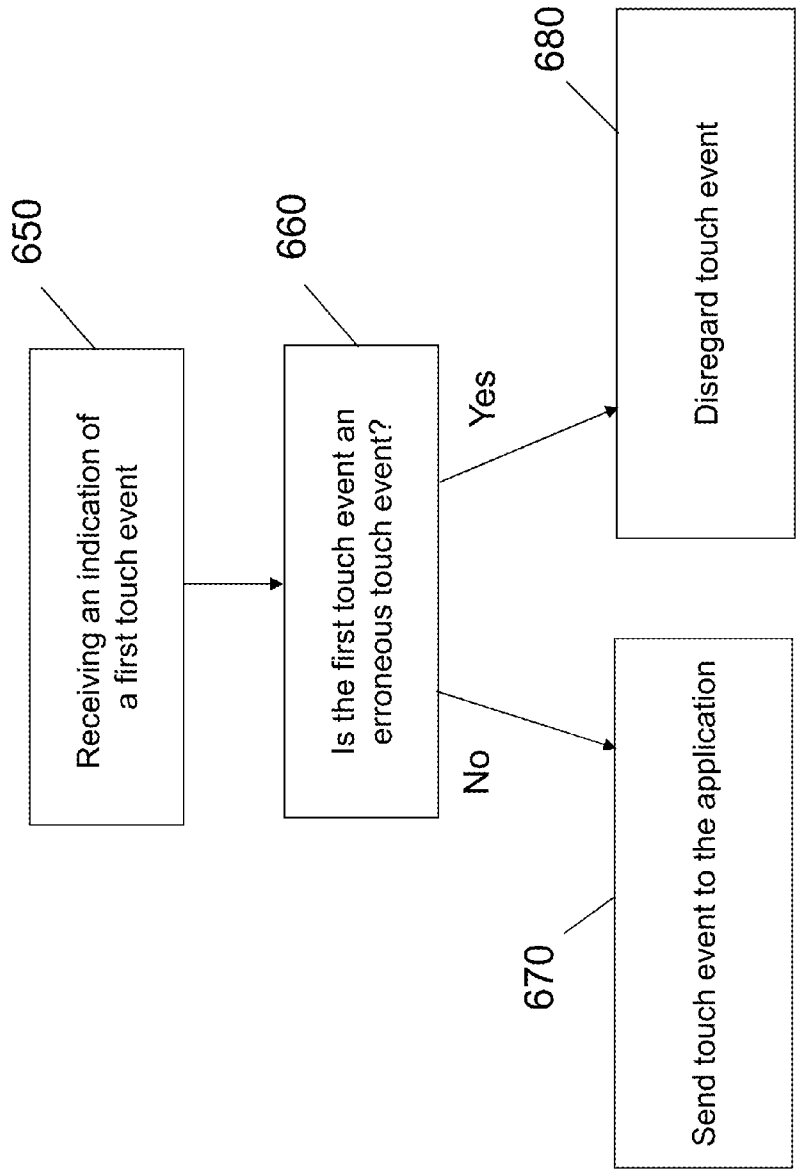 650
Receiving an indication of
a first touch event
660
Is the first touch event an
erroneous touch event?
No
Yes
670
Send touch event to the application
680
Disregard touch event